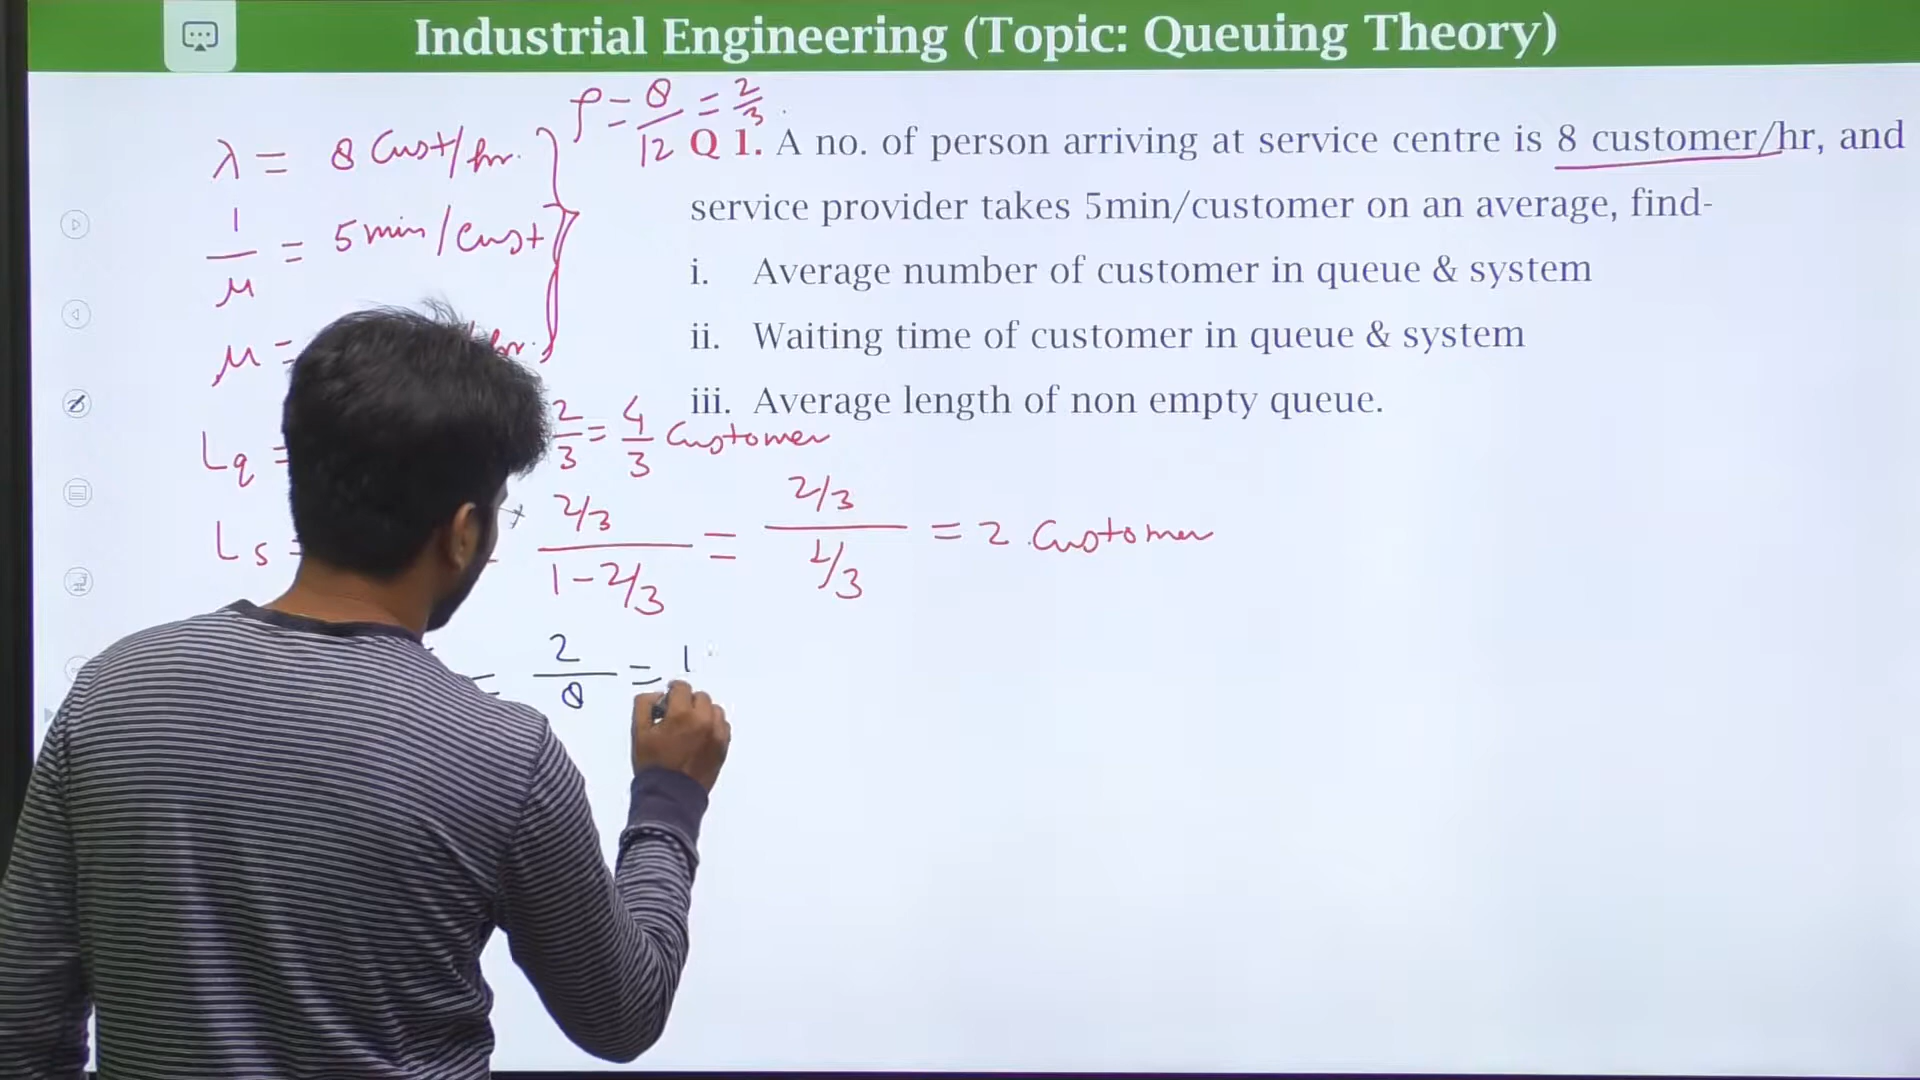 Industrial Engineering (Topic: Queuing Theory)
ρ = 8/12 = 2/3
λ = 8 Cust/hr.
1/μ = 5 min/Cust
μ = hr.
Q 1. A no. of person arriving at service centre is 8 customer/hr, and
service provider takes 5min/customer on an average, find-
i. Average number of customer in queue & system
ii. Waiting time of customer in queue & system
iii. Average length of non empty queue.
Lq = 2/3 = 4/3 Customer
Ls = 2/3 / 1-2/3 = 2/3 / 1/3 = 2 Customer
= 2/8 = 1